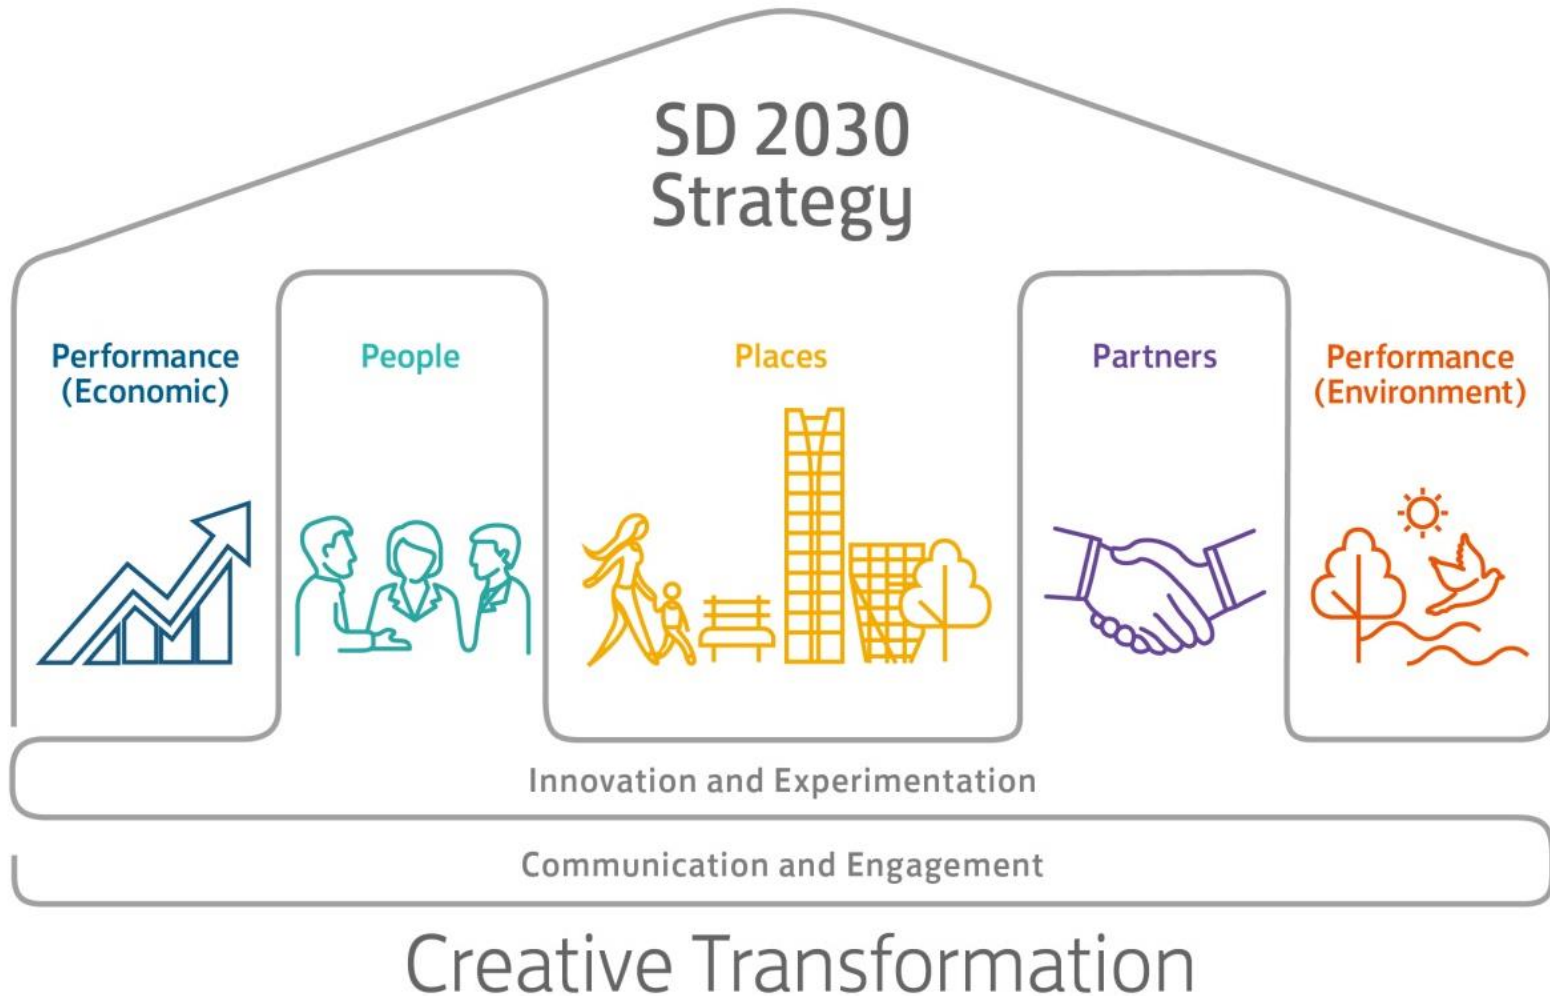 SD 2030
Strategy
Performance
(Economic)
People
Places
Partners
Performance
(Environment)
Innovation and Experimentation
Communication and Engagement
Creative Transformation